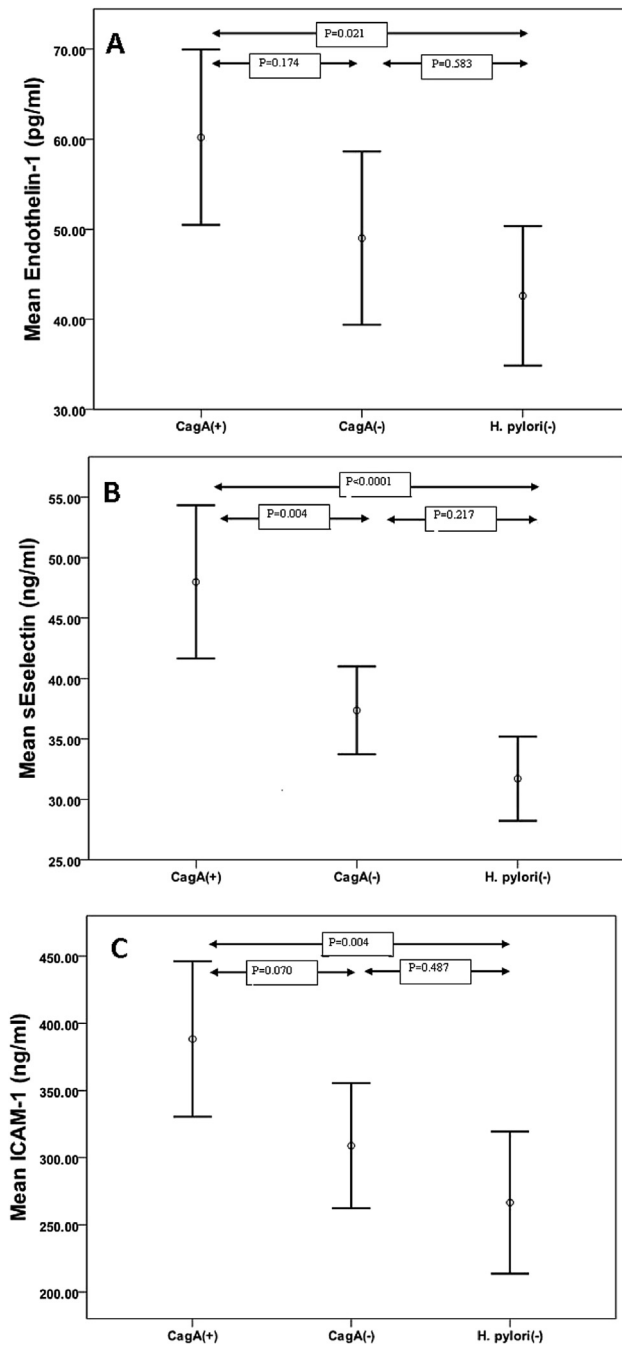 A
P=0.021
P=0.174
P=0.583
Mean Endothelin-1 (pg/ml)
70.00
60.00
50.00
40.00
30.00
CagA(+)
CagA(-)
H. pylori(-)
B
P<0.0001
P=0.004
P=0.217
Mean sEselectin (ng/ml)
55.00
50.00
45.00
40.00
35.00
30.00
25.00
CagA(+)
CagA(-)
H. pylori(-)
C
P=0.004
P=0.070
P=0.487
Mean ICAM-1 (ng/ml)
450.00
400.00
350.00
300.00
250.00
200.00
CagA(+)
CagA(-)
H. pylori(-)